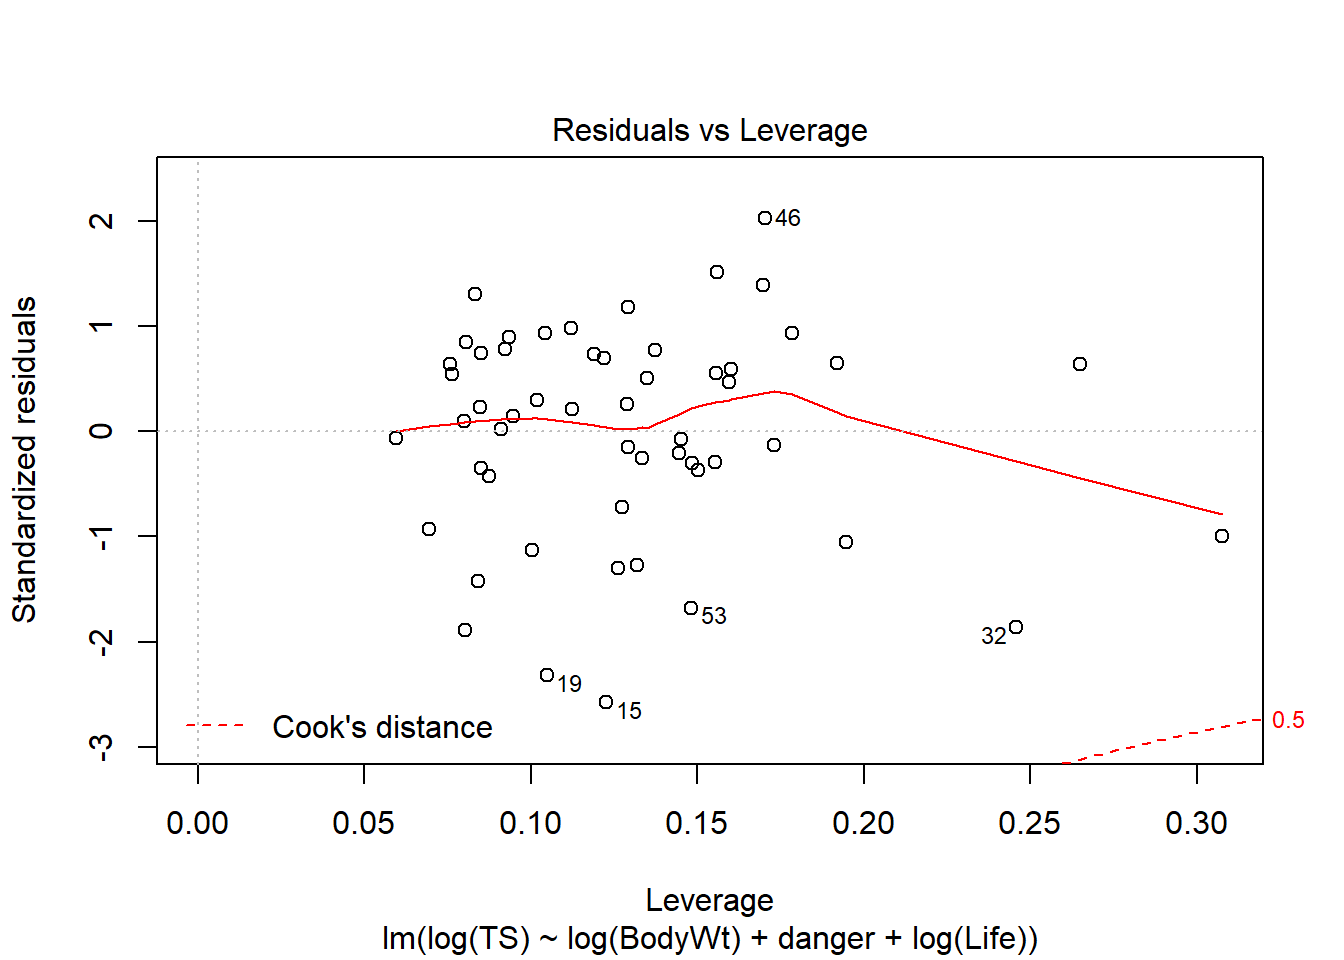 Residuals vs Leverage
Standardized residuals
2
1
0
-1
-2
-3
46
53
32
19
15
Cook's distance
0.5
0.00 0.05 0.10 0.15 0.20 0.25 0.30
Leverage
lm(log(TS) ~ log(BodyWt) + danger + log(Life))